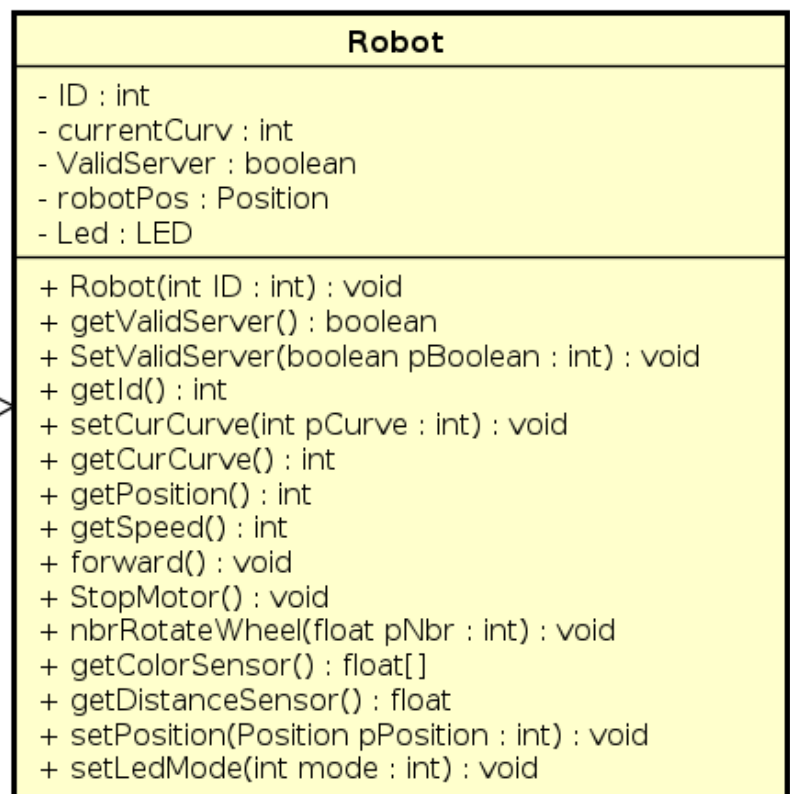 Robot
- ID : int
- currentCurv : int
- ValidServer : boolean
- robotPos : Position
- Led : LED
+ Robot(int ID : int) : void
+ getValidServer() : boolean
+ SetValidServer(boolean pBoolean : int) : void
+ getId() : int
+ setCurCurve(int pCurve : int) : void
+ getCurCurve() : int
+ getPosition() : int
+ getSpeed() : int
+ forward() : void
+ StopMotor() : void
+ nbrRotateWheel(float pNbr : int) : void
+ getColorSensor() : float[]
+ getDistanceSensor() : float
+ setPosition(Position pPosition : int) : void
+ setLedMode(int mode : int) : void